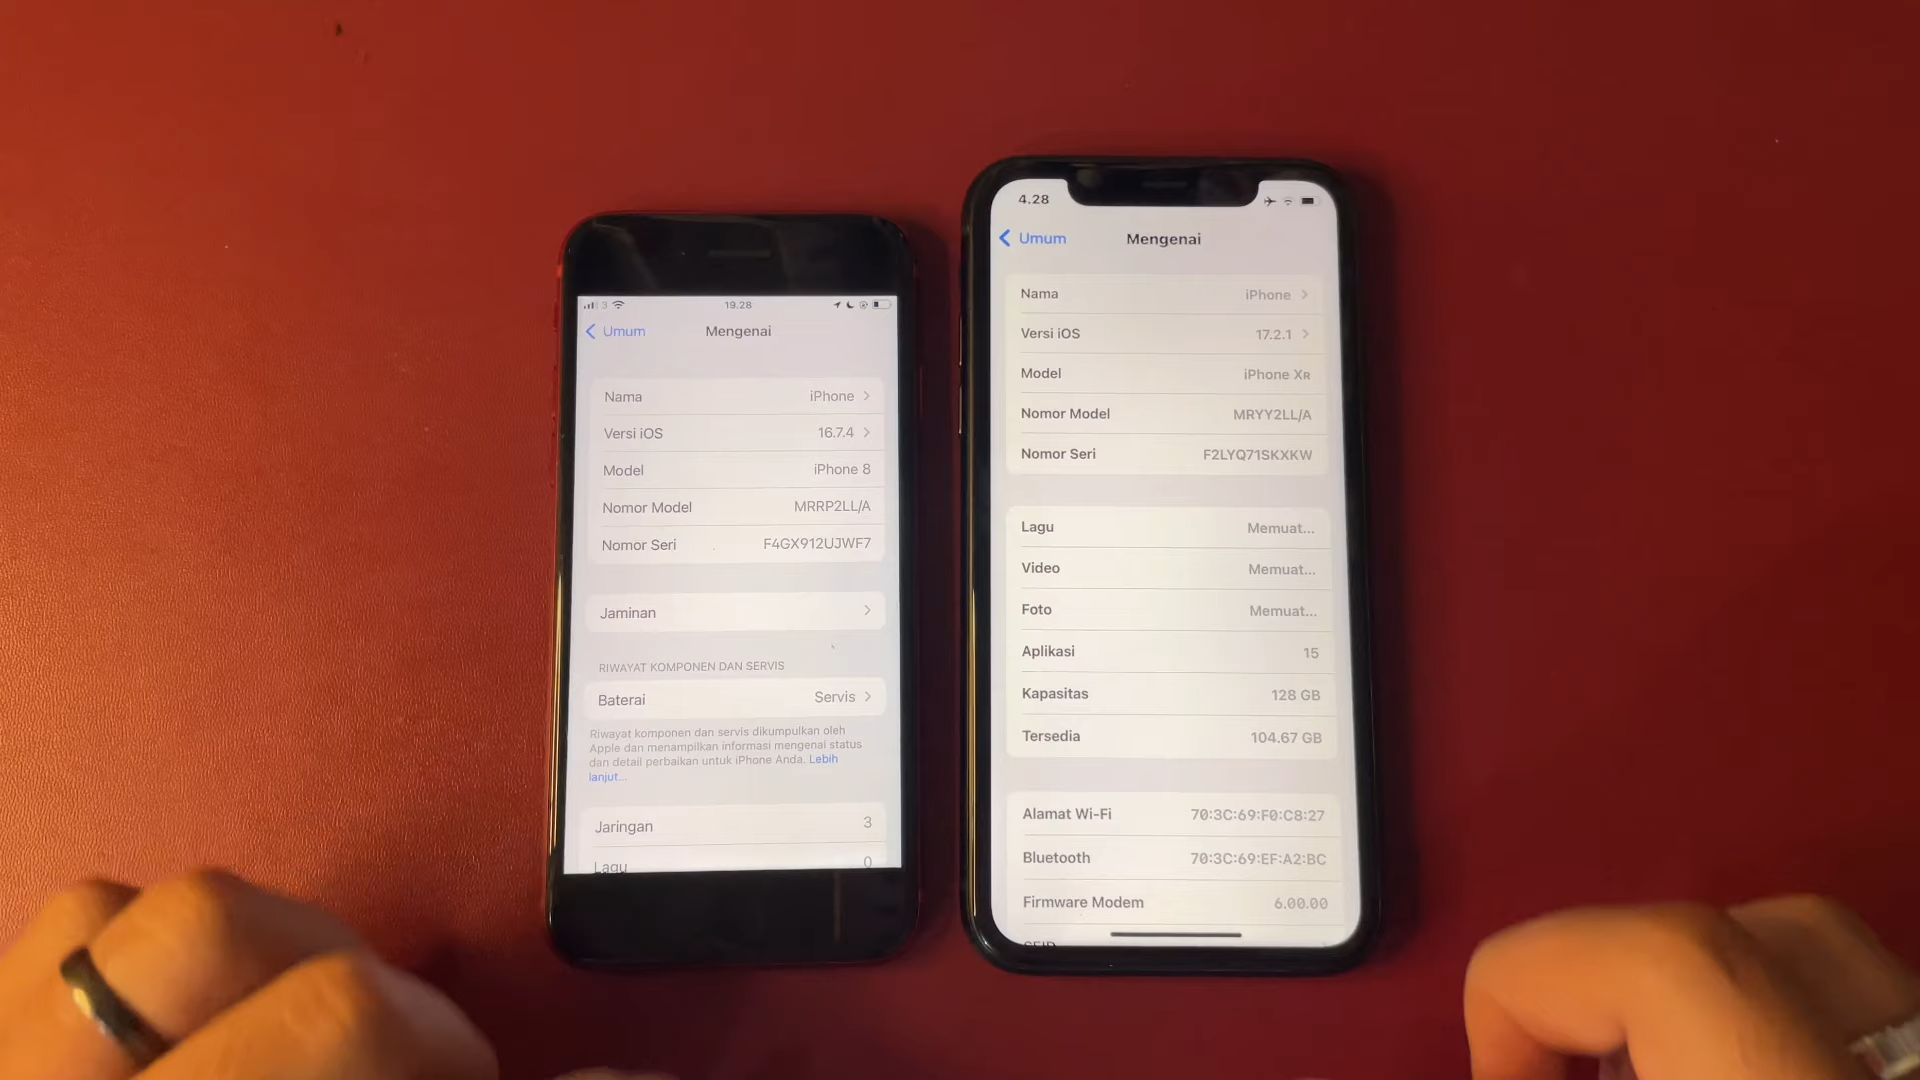 3
19.28
Umum
Mengenai
Nama iPhone
Versi iOS 16.7.4
Model iPhone 8
Nomor Model MRRP2LL/A
Nomor Seri F4GX912UJWF7
Jaminan
RIWAYAT KOMPONEN DAN SERVIS
Baterai Servis
Riwayat komponen dan servis dikumpulkan oleh
Apple dan menampilkan informasi mengenai status
dan detail perbaikan untuk iPhone Anda. Lebih
lanjut...
Jaringan 3
Lagu 0
4.28
Umum
Mengenai
Nama iPhone
Versi iOS 17.2.1
Model iPhone XR
Nomor Model MRYY2LL/A
Nomor Seri F2LYQ71SKXKW
Lagu Memuat...
Video Memuat...
Foto Memuat...
Aplikasi 15
Kapasitas 128 GB
Tersedia 104.67 GB
Alamat Wi-Fi 70:3C:69:F0:C8:27
Bluetooth 70:3C:69:EF:A2:BC
Firmware Modem 6.00.00
SEID